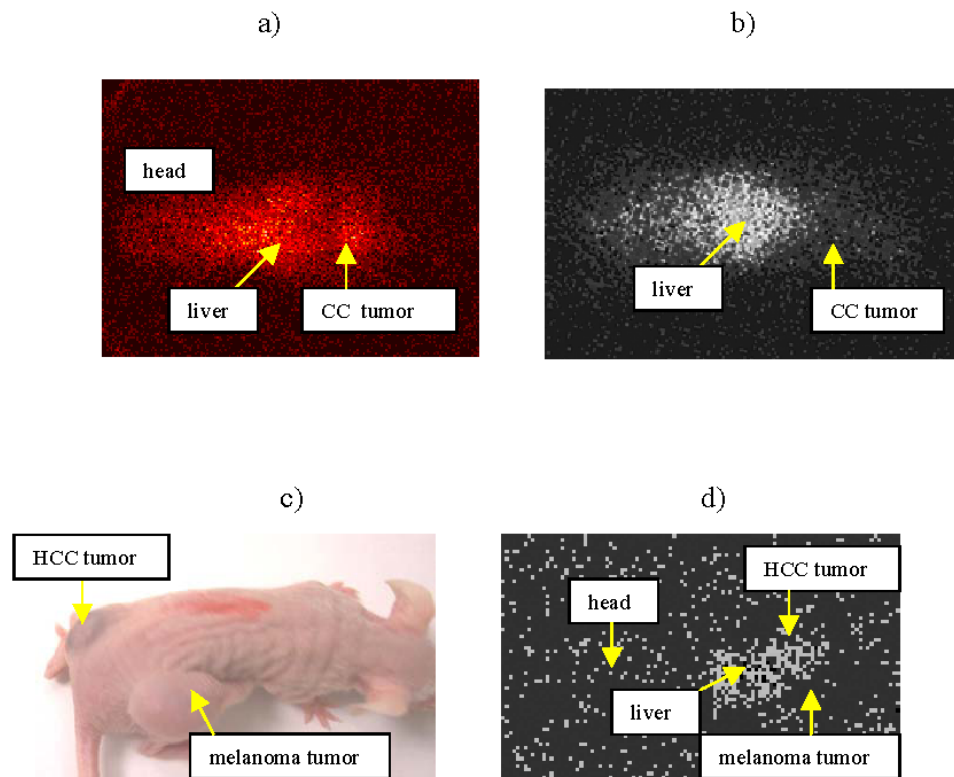 a)
b)
head
liver
CC tumor
liver
CC tumor
c)
d)
HCC tumor
melanoma tumor
HCC tumor
head
liver
melanoma tumor